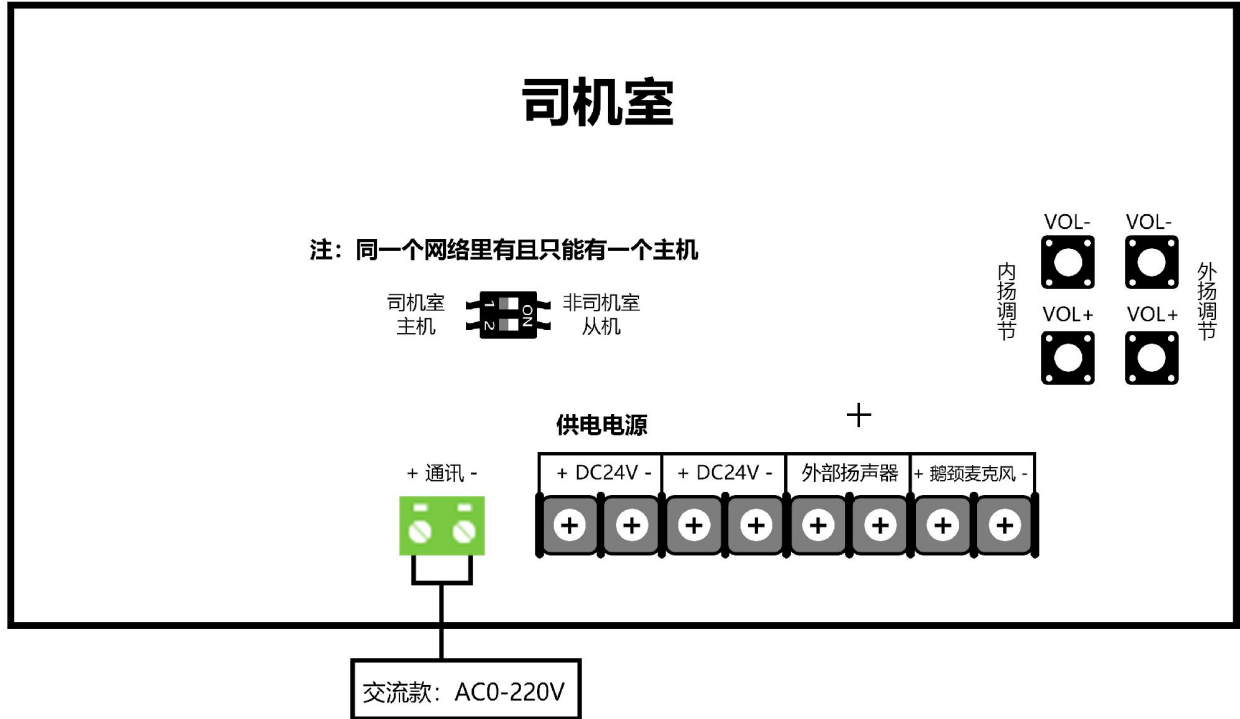 司机室
注：同一个网络里有且只能有一个主机
司机室
主机
1
2
ON
非司机室
从机
VOL-
VOL-
内扬调节
外扬调节
VOL+
VOL+
供电电源
+ 通讯 -
+ DC24V -
+ DC24V -
外部扬声器
+ 鹅颈麦克风 -
交流款：AC0-220V